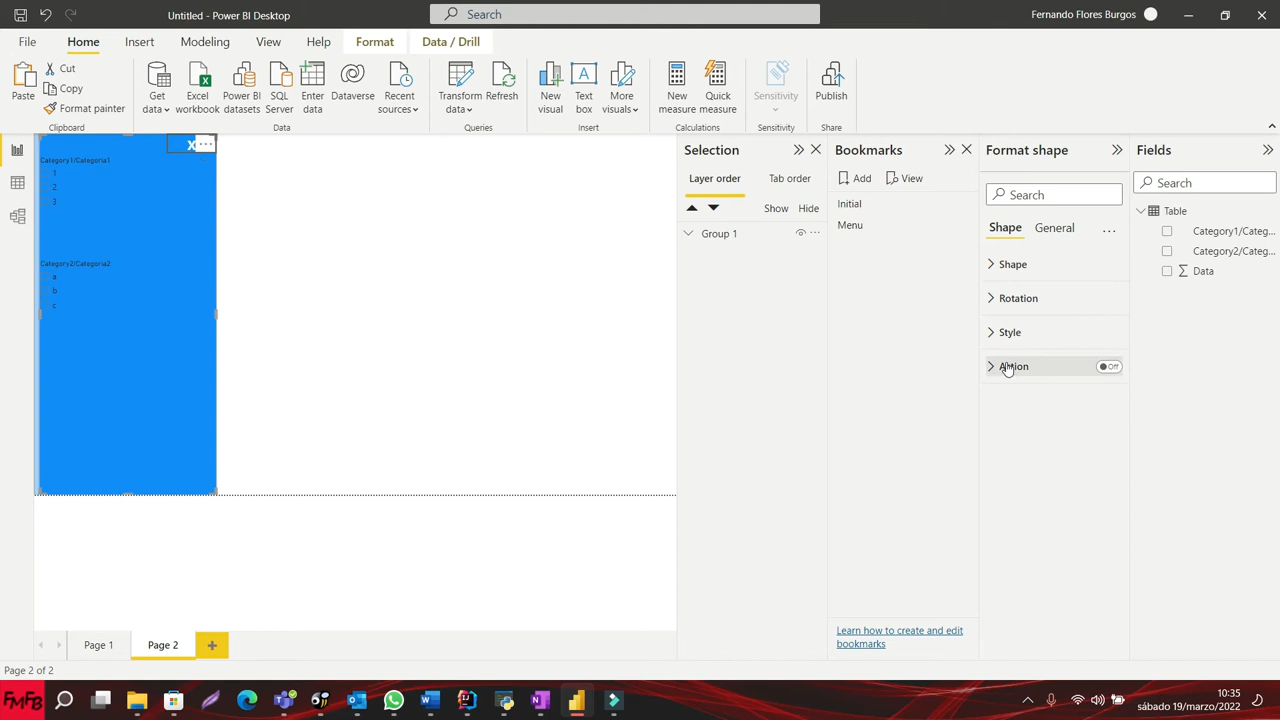 Untitled - Power BI Desktop
Search
Fernando Flores Burgos
File
Home
Insert
Modeling
View
Help
Format
Data / Drill
Paste
Cut
Copy
Format painter
Clipboard
Get data
Excel workbook
Power BI datasets
SQL Server
Enter data
Dataverse
Recent sources
Data
Transform data
Refresh
Queries
New visual
Text box
More visuals
Insert
New measure
Quick measure
Calculations
Sensitivity
Sensitivity
Publish
Share
X
Category1/Categoria1
1
2
3
Category2/Categoria2
a
b
c
Selection
Layer order
Tab order
Show
Hide
Group 1
Bookmarks
Add
View
Initial
Menu
Learn how to create and edit
bookmarks
Format shape
Search
Shape
General
Shape
Rotation
Style
Action
Off
Fields
Search
Table
Category1/Categ...
Category2/Categ...
Data
Page 1
Page 2
Page 2 of 2
FMFB
10:35
sábado 19/marzo/2022